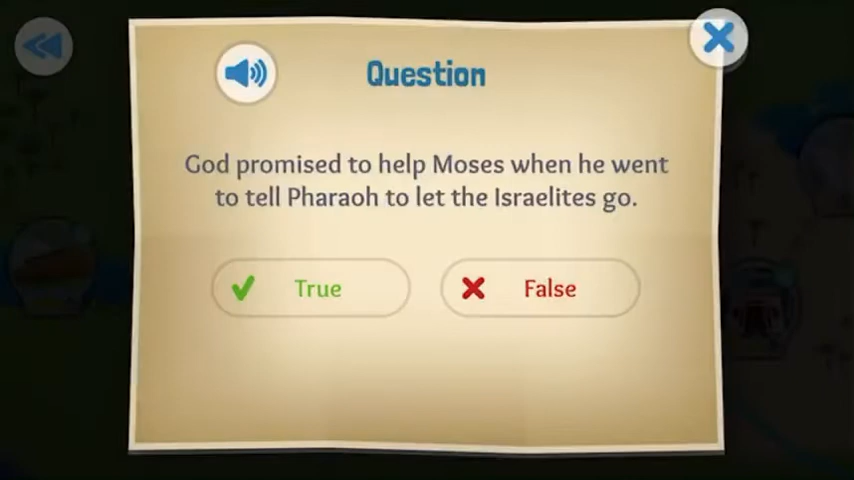 Question
God promised to help Moses when he went
to tell Pharaoh to let the Israelites go.
True
False